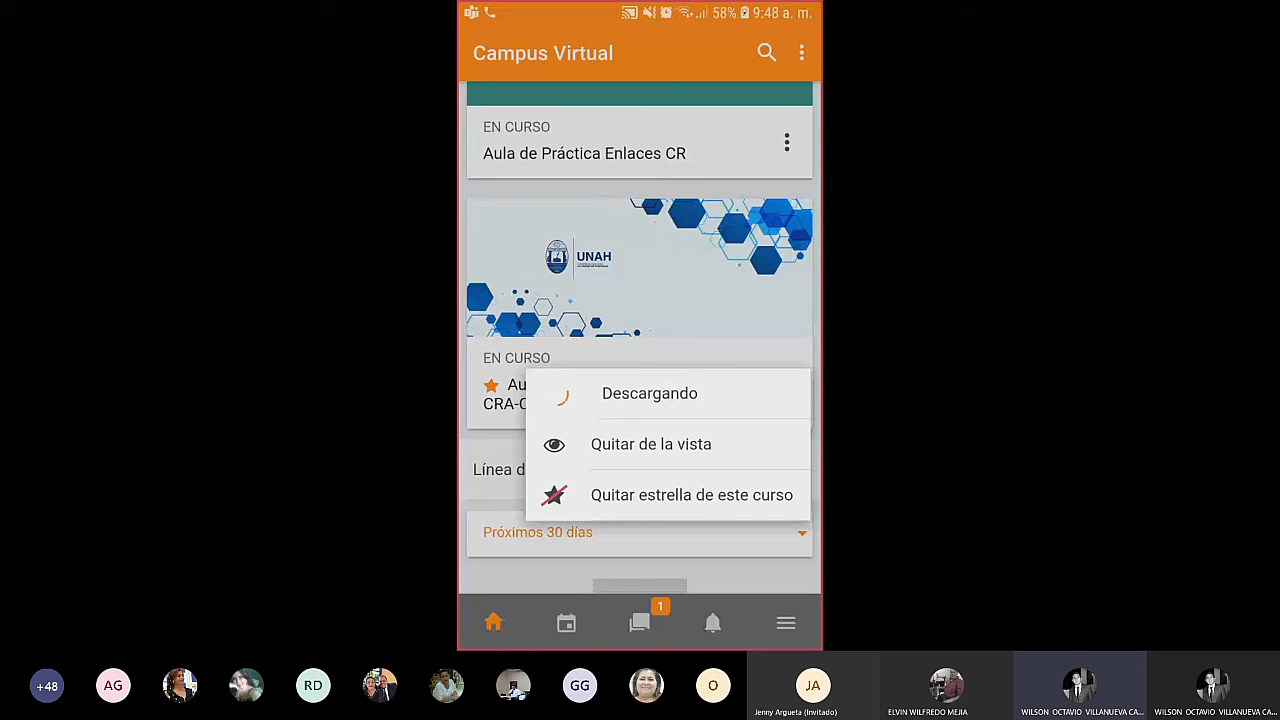 58% 9:48 a. m.
Campus Virtual
EN CURSO
Aula de Práctica Enlaces CR
UNAH
EN CURSO
Au
CRA-C
Descargando
Quitar de la vista
Línea d
Quitar estrella de este curso
Próximos 30 días
1
+48
AG
RD
GG
O
JA
Jenny Argueta (Invitado)
ELVIN WILFREDO MEJIA
WILSON OCTAVIO VILLANUEVA CA...
WILSON OCTAVIO VILLANUEVA CA...